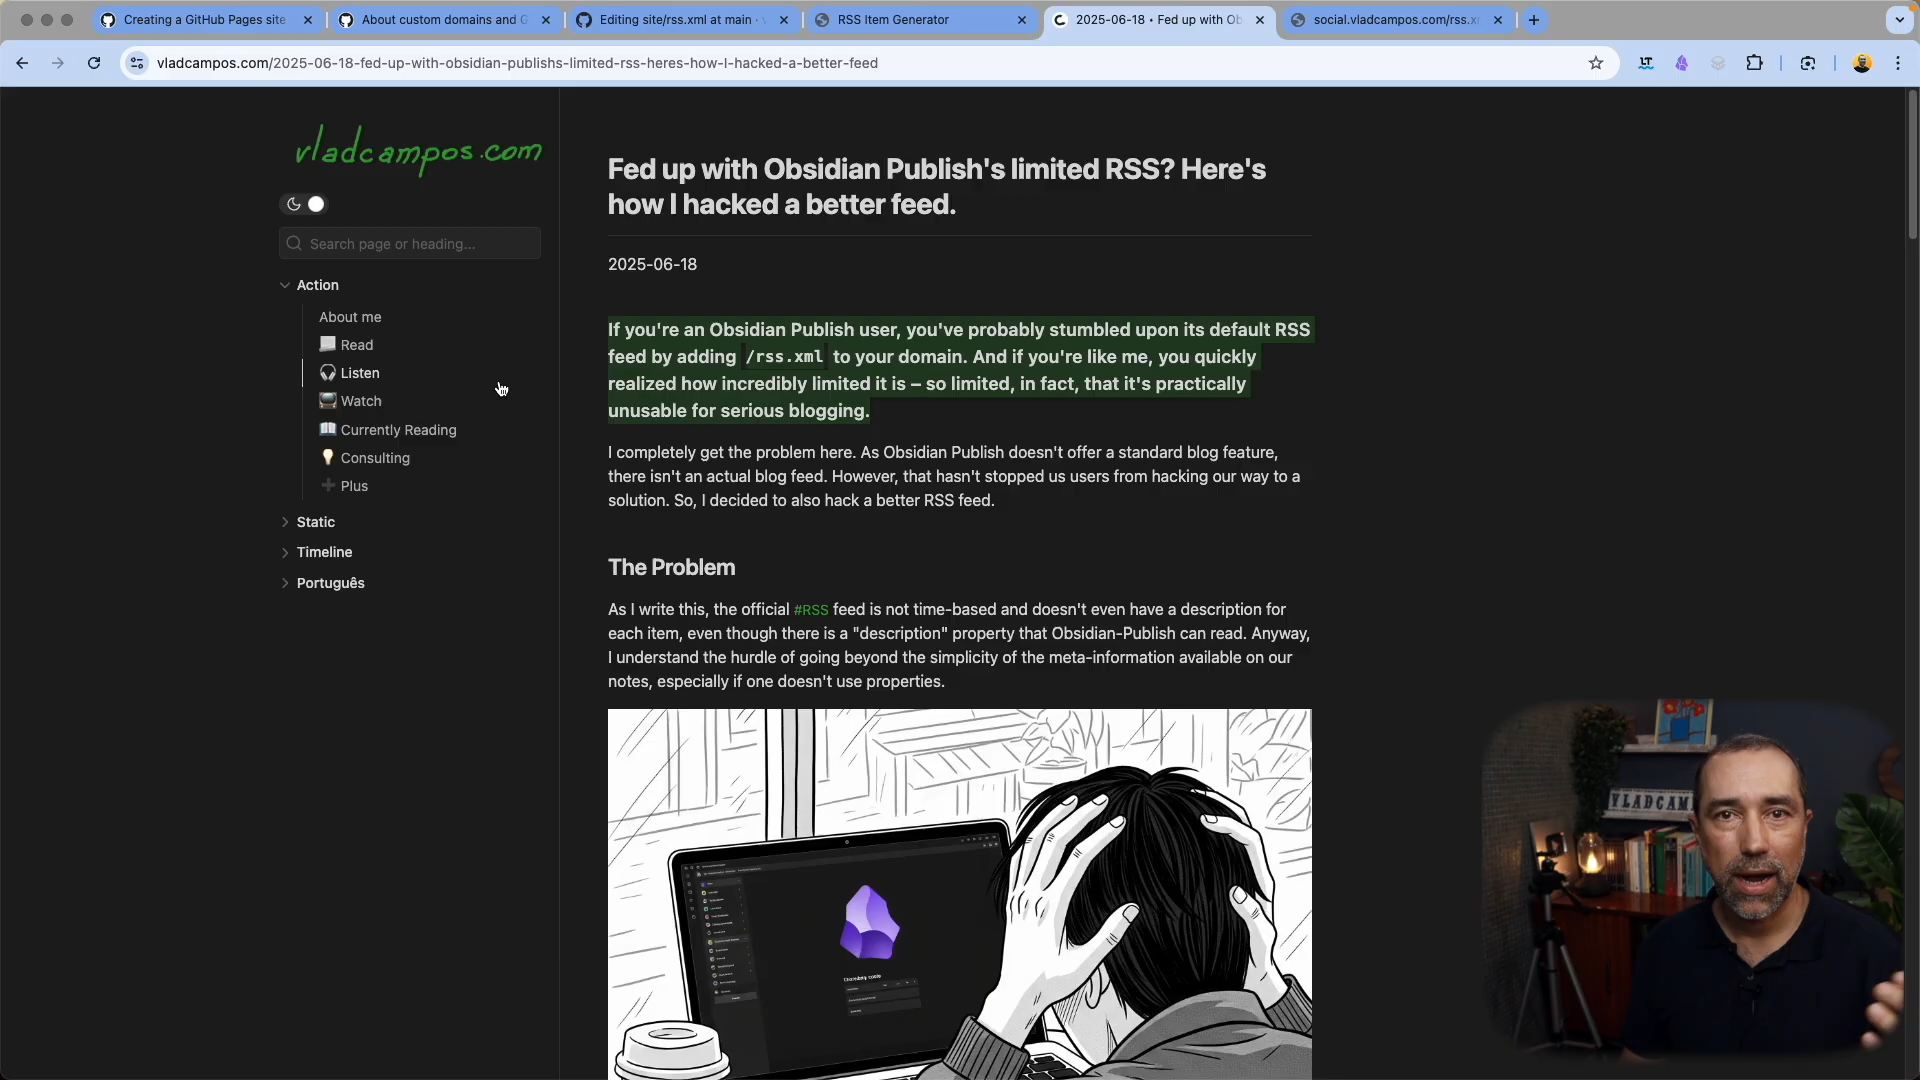 Creating a GitHub Pages site
About custom domains and G
Editing site/rss.xml at main ·
RSS Item Generator
2025-06-18 • Fed up with Ob
social.vladcampos.com/rss.x
vladcampos.com/2025-06-18-fed-up-with-obsidian-publishs-limited-rss-heres-how-I-hacked-a-better-feed
LT
vladcampos.com
Search page or heading...
Action
About me
Read
Listen
Watch
Currently Reading
Consulting
Plus
Static
Timeline
Português
Fed up with Obsidian Publish's limited RSS? Here's
how I hacked a better feed.
2025-06-18
If you're an Obsidian Publish user, you've probably stumbled upon its default RSS
feed by adding /rss.xml to your domain. And if you're like me, you quickly
realized how incredibly limited it is – so limited, in fact, that it's practically
unusable for serious blogging.
I completely get the problem here. As Obsidian Publish doesn't offer a standard blog feature,
there isn't an actual blog feed. However, that hasn't stopped us users from hacking our way to a
solution. So, I decided to also hack a better RSS feed.
The Problem
As I write this, the official #RSS feed is not time-based and doesn't even have a description for
each item, even though there is a "description" property that Obsidian-Publish can read. Anyway,
I understand the hurdle of going beyond the simplicity of the meta-information available on our
notes, especially if one doesn't use properties.
VLADCAM